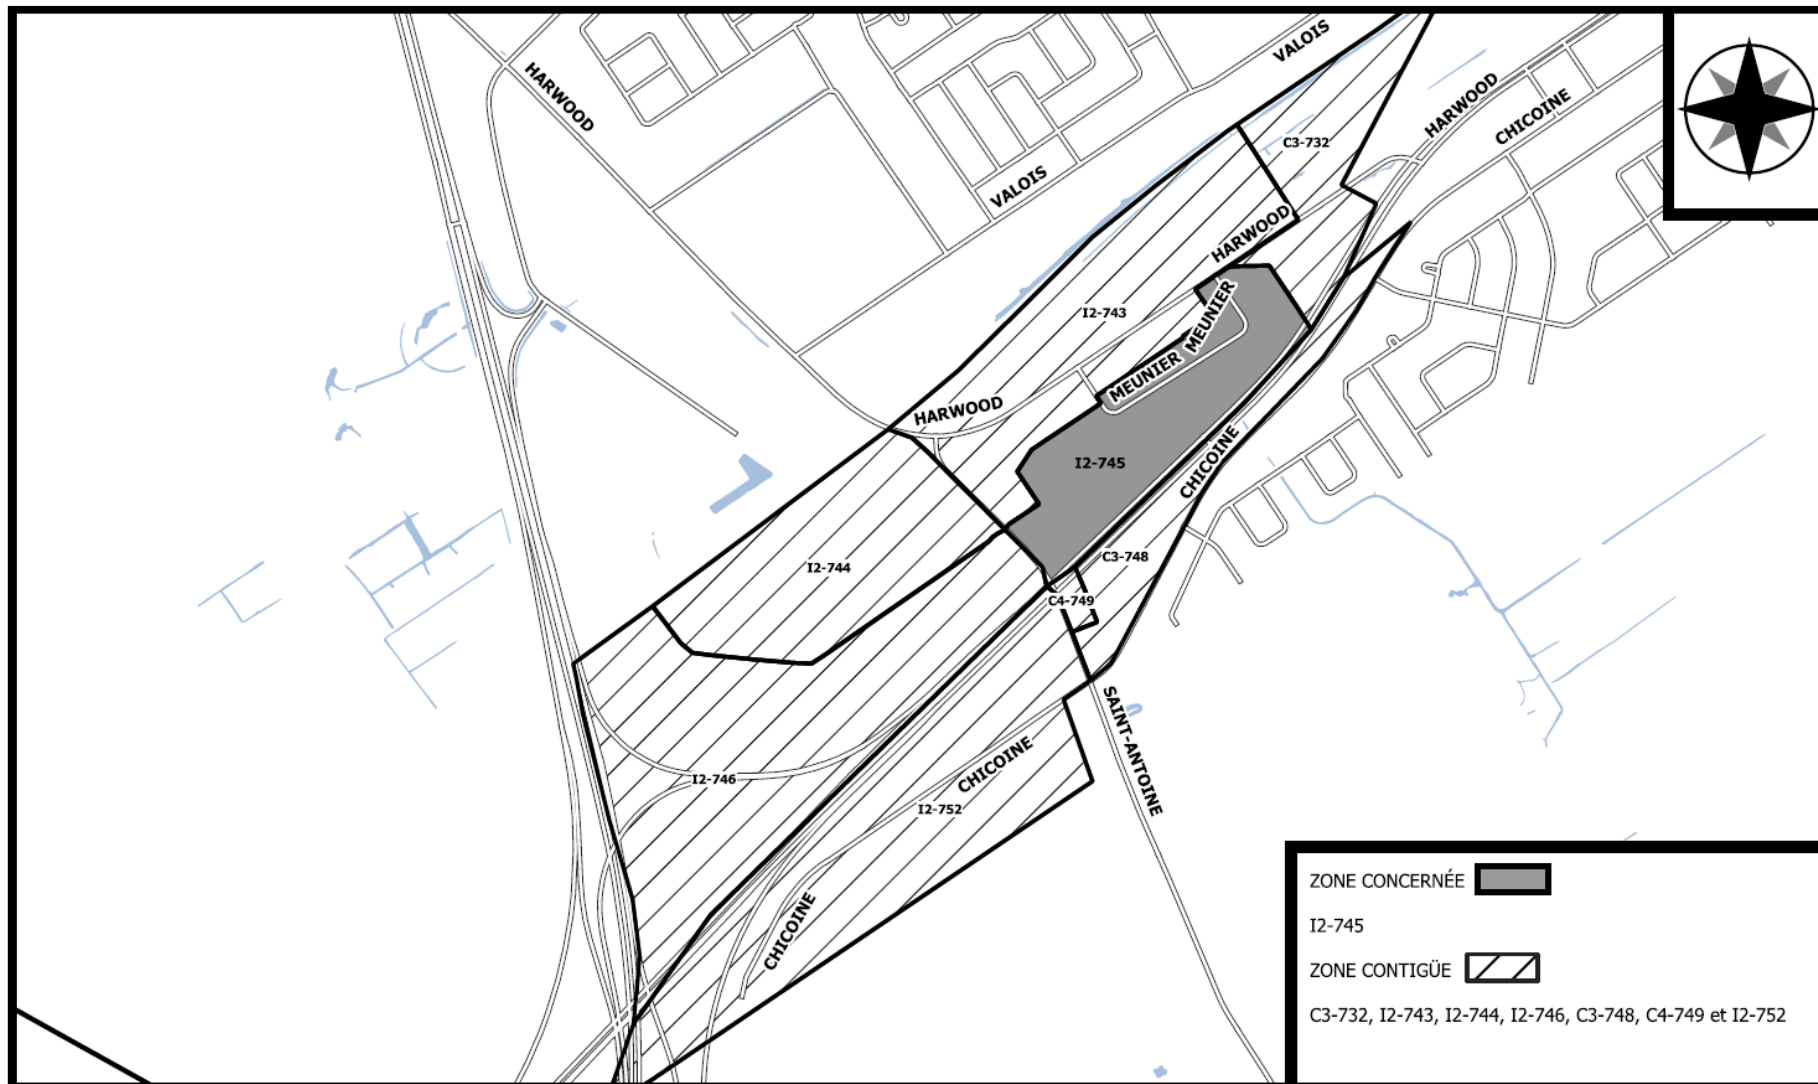 VALOIS
HARWOOD
HARWOOD
CHICOINE
C3-732
VALOIS
HARWOOD
I2-743
MEUNIER
MEUNIER
HARWOOD
I2-745
CHICOINE
C3-748
I2-744
C4-749
SAINT-ANTOINE
CHICOINE
I2-746
I2-752
CHICOINE
ZONE CONCERNÉE
I2-745
ZONE CONTIGÜE
C3-732, I2-743, I2-744, I2-746, C3-748, C4-749 et I2-752